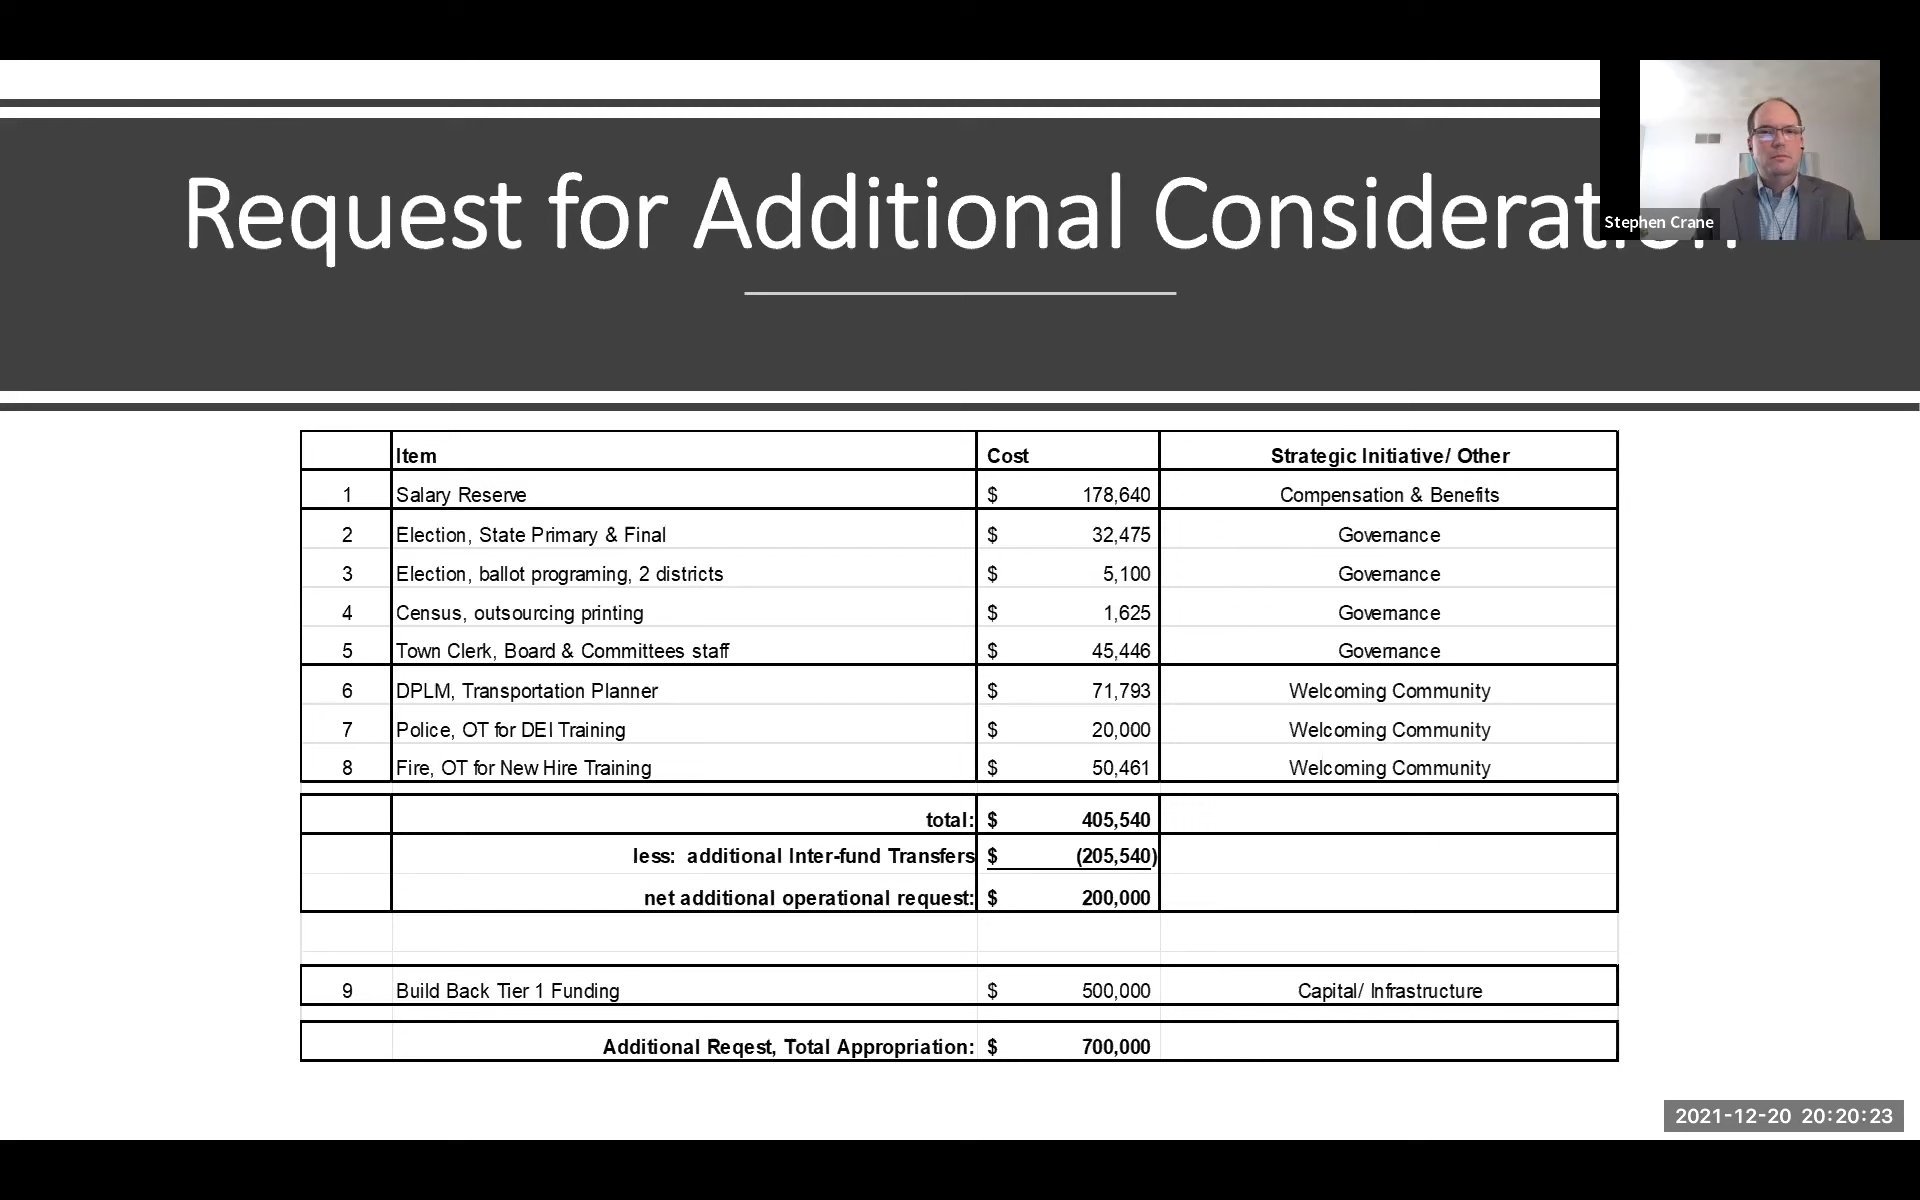 Request for Additional Considerat
Stephen Crane
Item Cost Strategic Initiative/ Other
1 Salary Reserve $ 178,640 Compensation & Benefits
2 Election, State Primary & Final $ 32,475 Governance
3 Election, ballot programing, 2 districts $ 5,100 Governance
4 Census, outsourcing printing $ 1,625 Governance
5 Town Clerk, Board & Committees staff $ 45,446 Governance
6 DPLM, Transportation Planner $ 71,793 Welcoming Community
7 Police, OT for DEI Training $ 20,000 Welcoming Community
8 Fire, OT for New Hire Training $ 50,461 Welcoming Community
total: $ 405,540
less: additional Inter-fund Transfers $ (205,540)
net additional operational request: $ 200,000
9 Build Back Tier 1 Funding $ 500,000 Capital/ Infrastructure
Additional Reqest, Total Appropriation: $ 700,000
2021-12-20 20:20:23